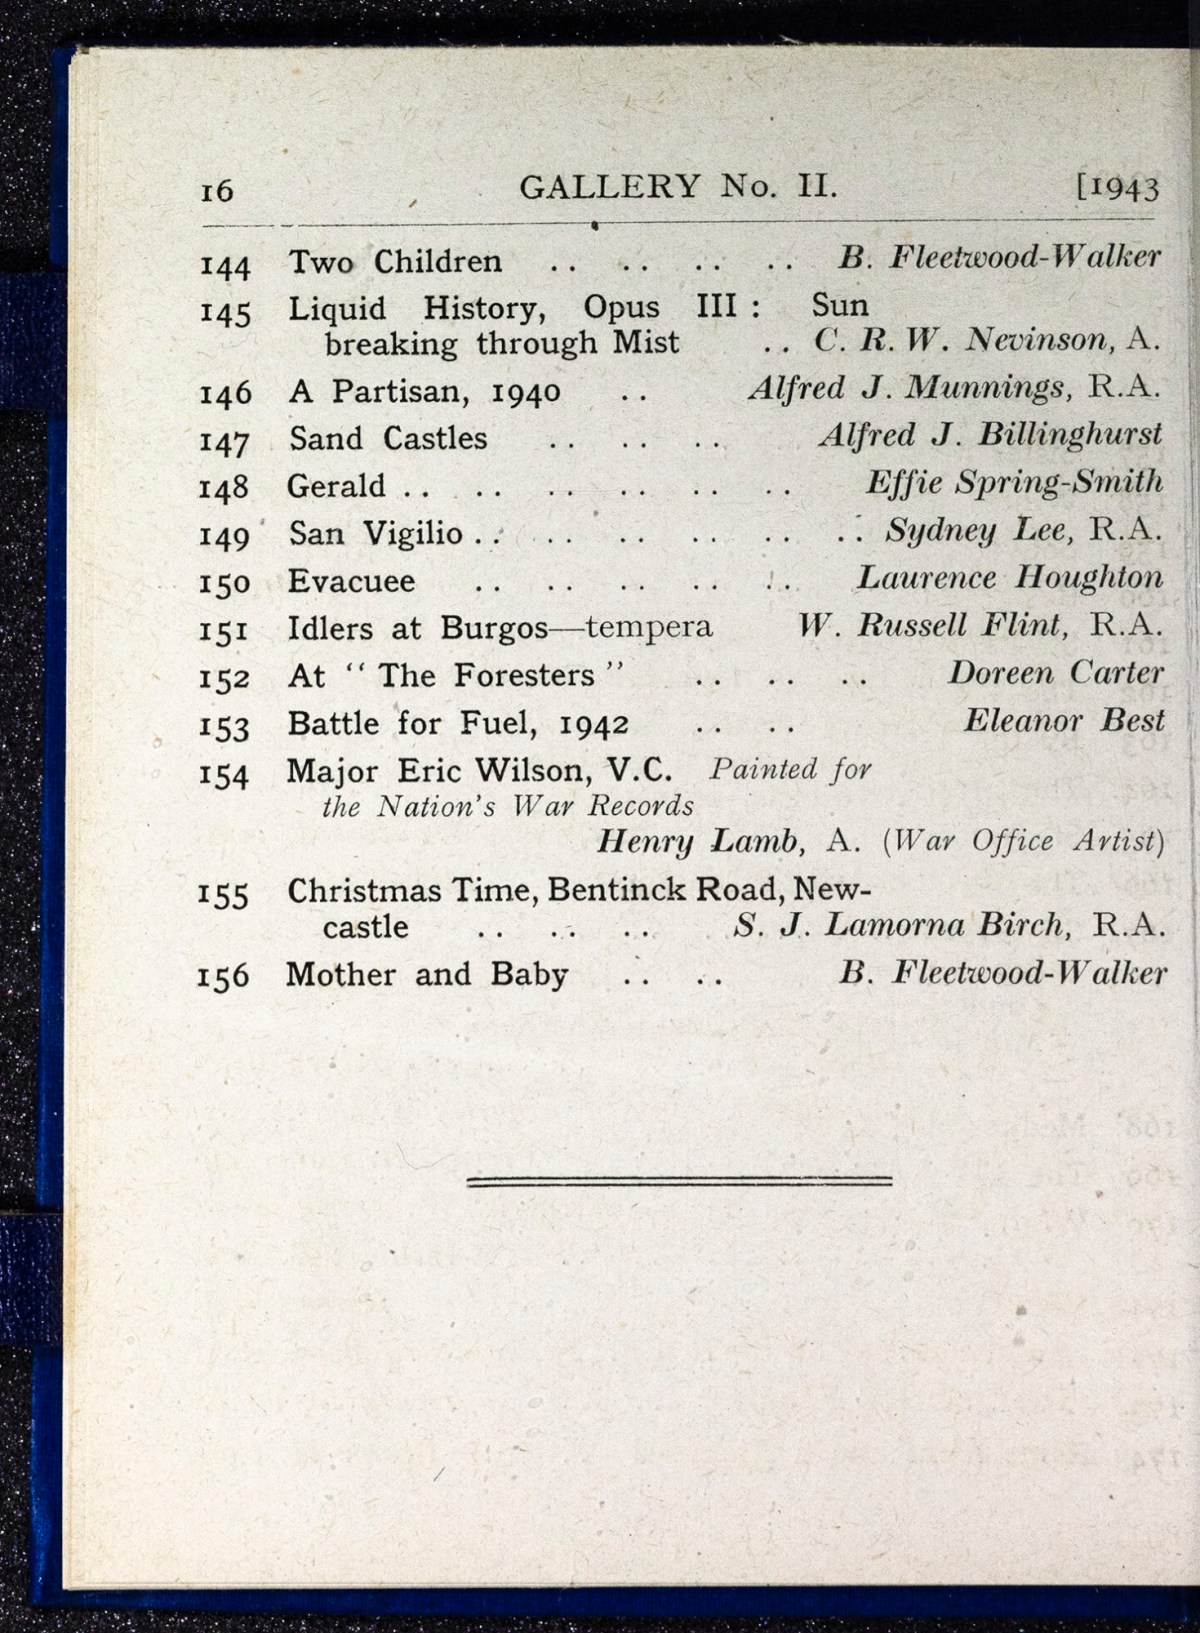 16 GALLERY No. II. [1943
144 Two Children .. .. .. .. B. Fleetwood-Walker
145 Liquid History, Opus III : Sun
breaking through Mist .. C. R. W. Nevinson, A.
146 A Partisan, 1940 .. Alfred J. Munnings, R.A.
147 Sand Castles .. .. .. Alfred J. Billinghurst
148 Gerald .. .. .. .. .. .. Effie Spring-Smith
149 San Vigilio .. .. .. .. .. .. Sydney Lee, R.A.
150 Evacuee .. .. .. .. .. Laurence Houghton
151 Idlers at Burgos—tempera W. Russell Flint, R.A.
152 At “ The Foresters ” .. .. .. Doreen Carter
153 Battle for Fuel, 1942 .. .. Eleanor Best
154 Major Eric Wilson, V.C. Painted for
the Nation's War Records
Henry Lamb, A. (War Office Artist)
155 Christmas Time, Bentinck Road, New-
castle .. .. .. S. J. Lamorna Birch, R.A.
156 Mother and Baby .. .. B. Fleetwood-Walker